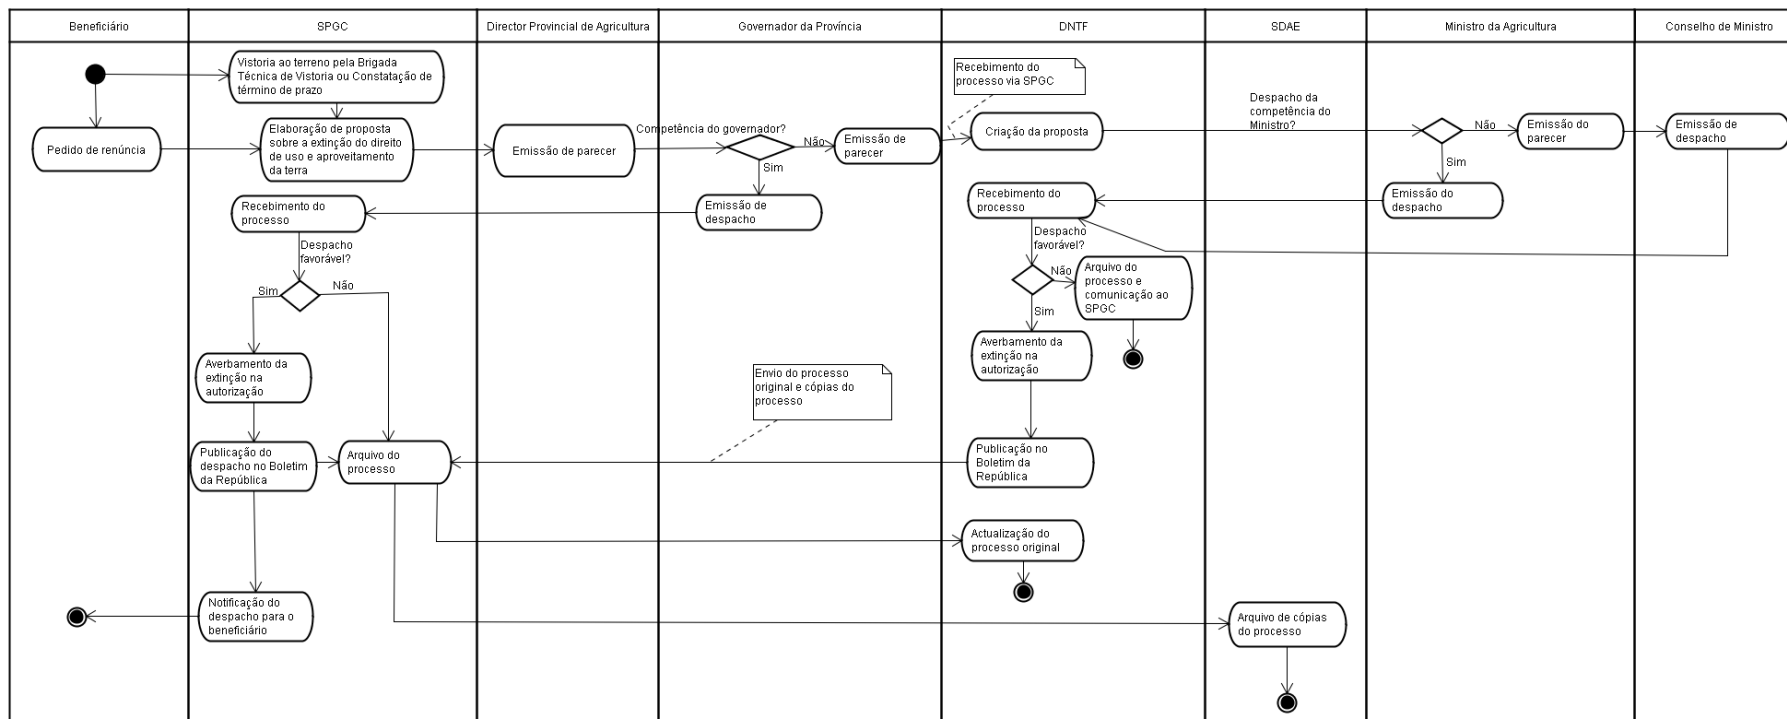 Beneficiário
SPGC
Director Provincial de Agricultura
Governador da Província
DNTF
SDAE
Ministro da Agricultura
Conselho de Ministro
Vistoria ao terreno pela Brigada
Técnica de Vistoria ou Constatação de
término de prazo
Recebimento do
processo via SPGC
Despacho da
competência do
Ministro?
Pedido de renúncia
Elaboração de proposta
sobre a extinção do direito
de uso e aproveitamento
da terra
Emissão de parecer
Competência do governador?
Não
Sim
Emissão de
parecer
Criação da proposta
Não
Sim
Emissão do
parecer
Emissão de
despacho
Recebimento do
processo
Emissão de
despacho
Recebimento do
processo
Emissão do
despacho
Despacho
favorável?
Sim
Não
Despacho
favorável?
Não
Sim
Arquivo do
processo e
comunicação ao
SPGC
Averbamento da
extinção na
autorização
Envio do processo
original e cópias do
processo
Averbamento da
extinção na
autorização
Publicação do
despacho no Boletim
da República
Arquivo do
processo
Publicação no
Boletim da
República
Actualização do
processo original
Notificação do
despacho para o
beneficiário
Arquivo de cópias
do processo